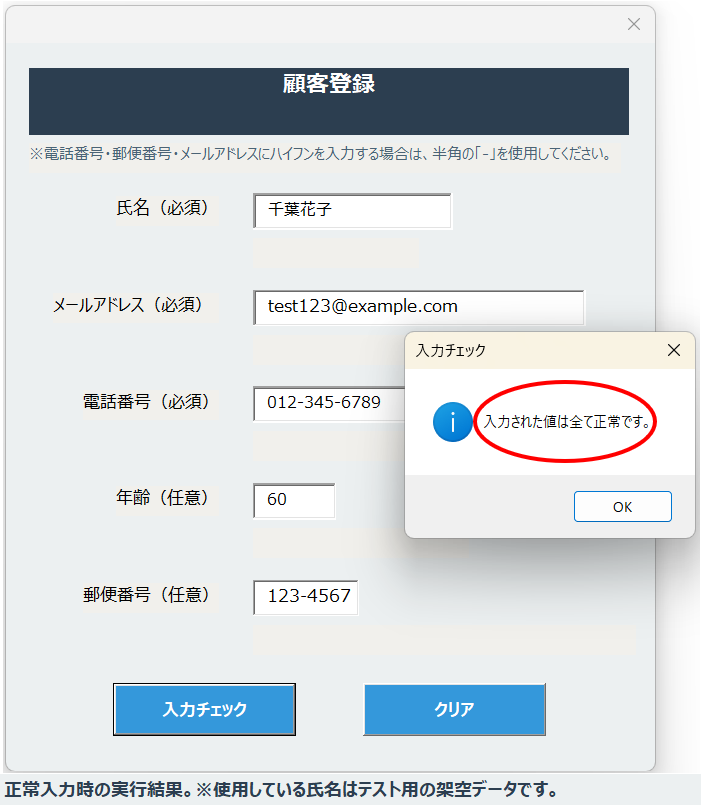 顧客登録
※電話番号・郵便番号・メールアドレスにハイフンを入力する場合は、半角の「-」を使用してください。
氏名（必須）
千葉花子
メールアドレス（必須）
test123@example.com
入力チェック
電話番号（必須）
012-345-6789
入力された値は全て正常です。
年齢（任意）
60
OK
郵便番号（任意）
123-4567
入力チェック
クリア
正常入力時の実行結果。※使用している氏名はテスト用の架空データです。